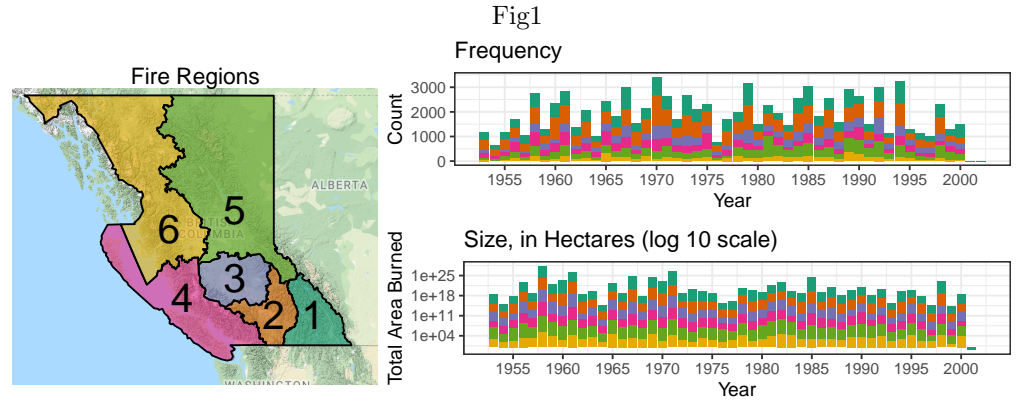 Fig1
Fire Regions
ALBERTA
BRITISH
COLUMBIA
6
5
3
4
2
1
WASHINGTON
Frequency
Count
3000
2000
1000
0
1955 1960 1965 1970 1975 1980 1985 1990 1995 2000
Year
Size, in Hectares (log 10 scale)
Total Area Burned
1e+25
1e+18
1e+11
1e+04
1955 1960 1965 1970 1975 1980 1985 1990 1995 2000
Year